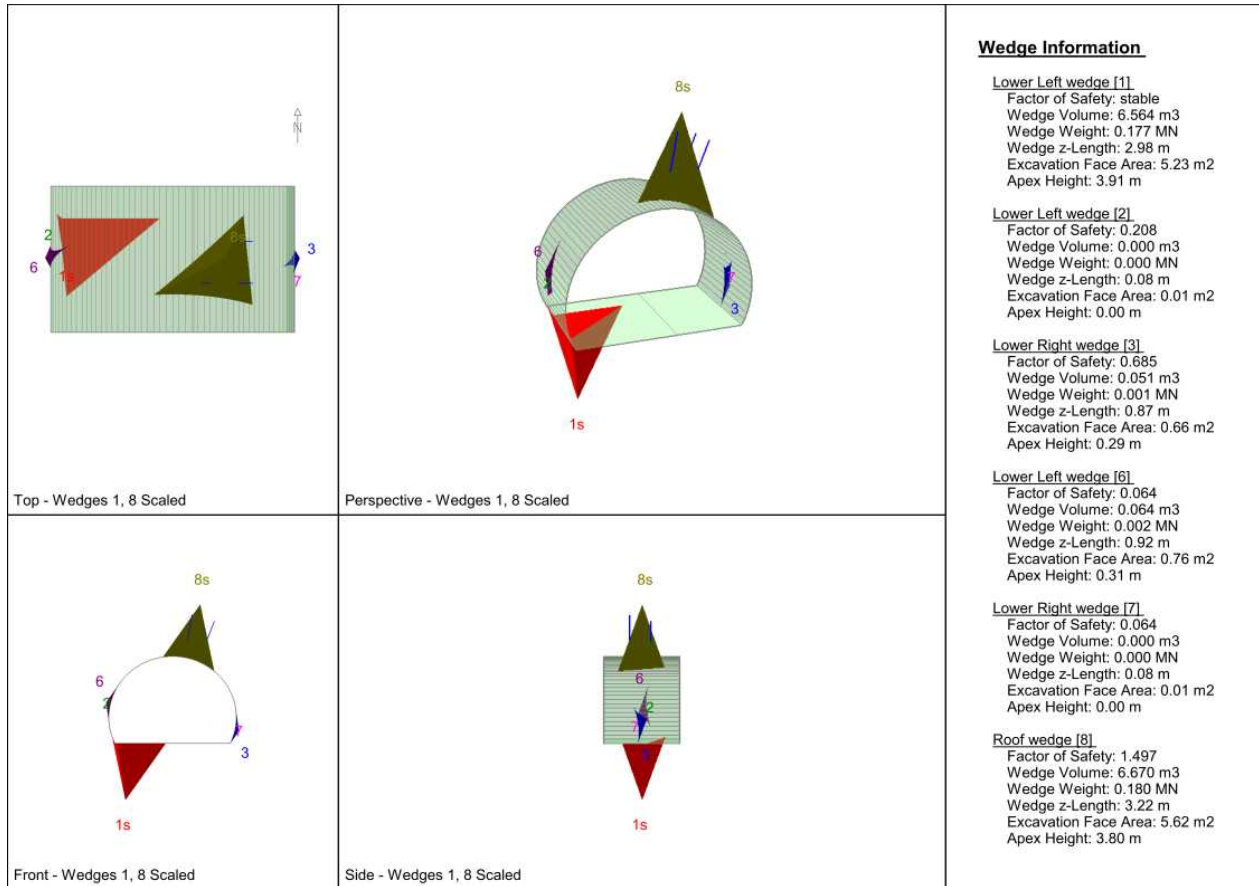 N
2
6
1s
8s
3
7
Top - Wedges 1, 8 Scaled
8s
6
2
7
3
1s
Perspective - Wedges 1, 8 Scaled
8s
6
2
7
3
1s
Front - Wedges 1, 8 Scaled
8s
6
2
7
3
1s
Side - Wedges 1, 8 Scaled
Wedge Information
Lower Left wedge [1]
Factor of Safety: stable
Wedge Volume: 6.564 m3
Wedge Weight: 0.177 MN
Wedge z-Length: 2.98 m
Excavation Face Area: 5.23 m2
Apex Height: 3.91 m
Lower Left wedge [2]
Factor of Safety: 0.208
Wedge Volume: 0.000 m3
Wedge Weight: 0.000 MN
Wedge z-Length: 0.08 m
Excavation Face Area: 0.01 m2
Apex Height: 0.00 m
Lower Right wedge [3]
Factor of Safety: 0.685
Wedge Volume: 0.051 m3
Wedge Weight: 0.001 MN
Wedge z-Length: 0.87 m
Excavation Face Area: 0.66 m2
Apex Height: 0.29 m
Lower Left wedge [6]
Factor of Safety: 0.064
Wedge Volume: 0.064 m3
Wedge Weight: 0.002 MN
Wedge z-Length: 0.92 m
Excavation Face Area: 0.76 m2
Apex Height: 0.31 m
Lower Right wedge [7]
Factor of Safety: 0.064
Wedge Volume: 0.000 m3
Wedge Weight: 0.000 MN
Wedge z-Length: 0.08 m
Excavation Face Area: 0.01 m2
Apex Height: 0.00 m
Roof wedge [8]
Factor of Safety: 1.497
Wedge Volume: 6.670 m3
Wedge Weight: 0.180 MN
Wedge z-Length: 3.22 m
Excavation Face Area: 5.62 m2
Apex Height: 3.80 m